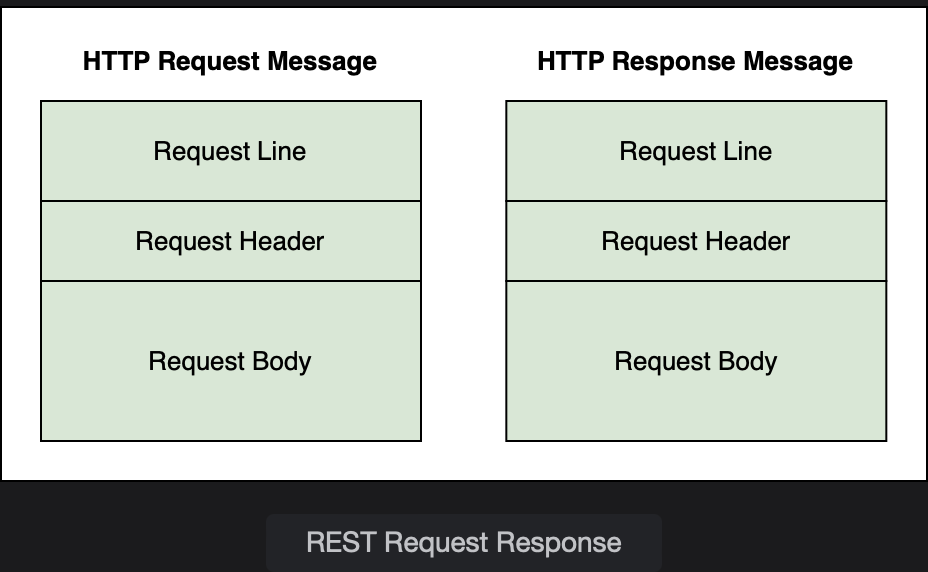 HTTP Request Message
Request Line
Request Header
Request Body
HTTP Response Message
Request Line
Request Header
Request Body
REST Request Response